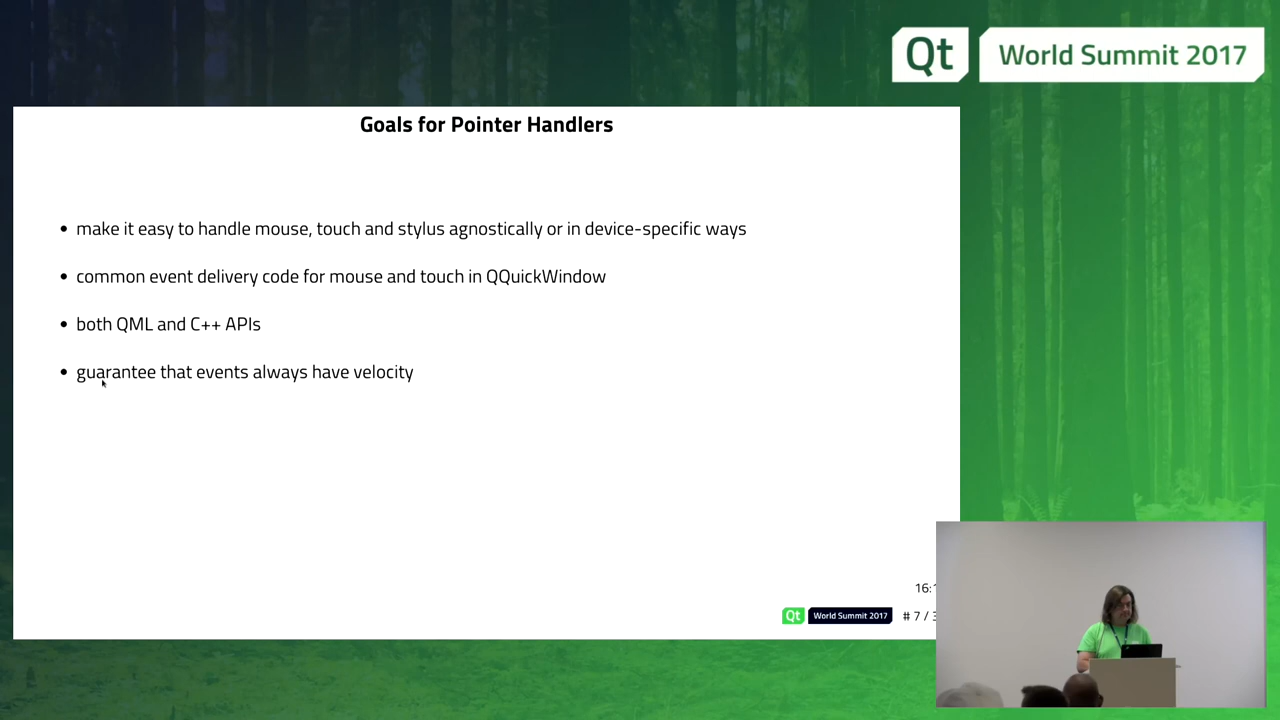 Qt World Summit 2017
Goals for Pointer Handlers
• make it easy to handle mouse, touch and stylus agnostically or in device-specific ways
• common event delivery code for mouse and touch in QQuickWindow
• both QML and C++ APIs
• guarantee that events always have velocity
16:
Qt World Summit 2017 # 7 / 3